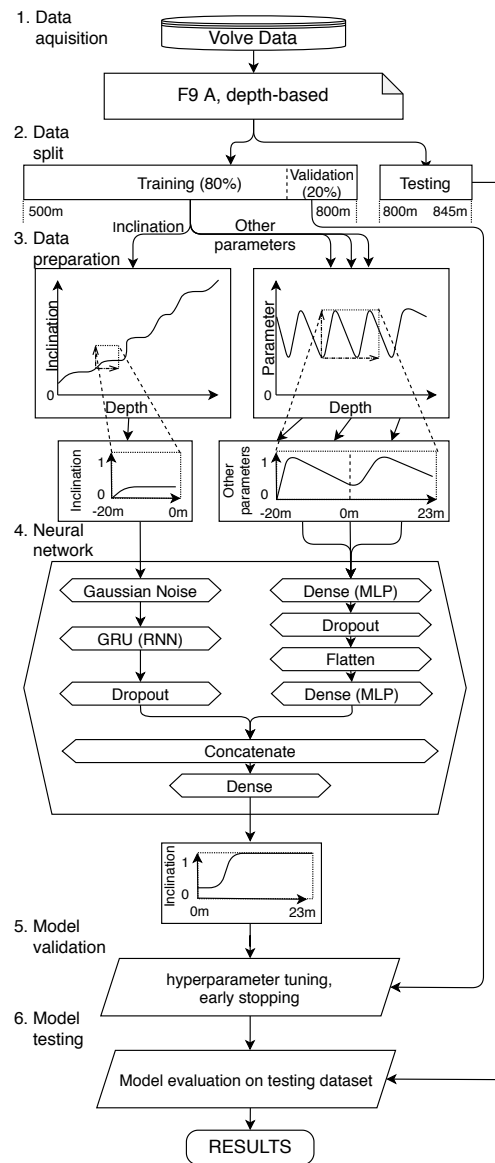 1. Data
aquisition
Volve Data
F9 A, depth-based
2. Data
split
Training (80%)
Validation
(20%)
Testing
500m
800m
800m
845m
Inclination
Other
parameters
3. Data
preparation
Inclination
0
Depth
Parameter
0
Depth
Inclination
1
0
-20m
0m
Other
parameters
1
0
-20m
0m
23m
4. Neural
network
Gaussian Noise
Dense (MLP)
GRU (RNN)
Dropout
Flatten
Dropout
Dense (MLP)
Concatenate
Dense
Inclination
1
0
0m
23m
5. Model
validation
hyperparameter tuning,
early stopping
6. Model
testing
Model evaluation on testing dataset
RESULTS